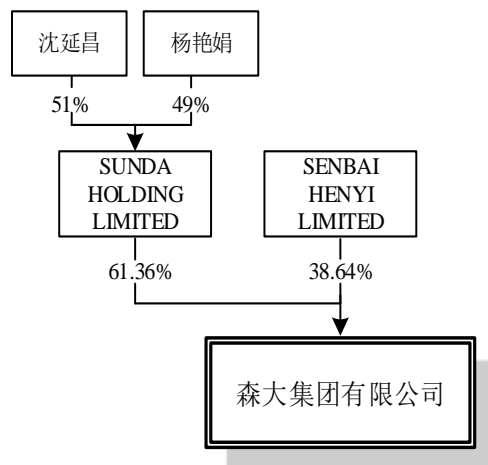 沈延昌
杨艳娟
51%
49%
SUNDA
HOLDING
LIMITED
SENBAI
HENYI
LIMITED
61.36%
38.64%
森大集团有限公司